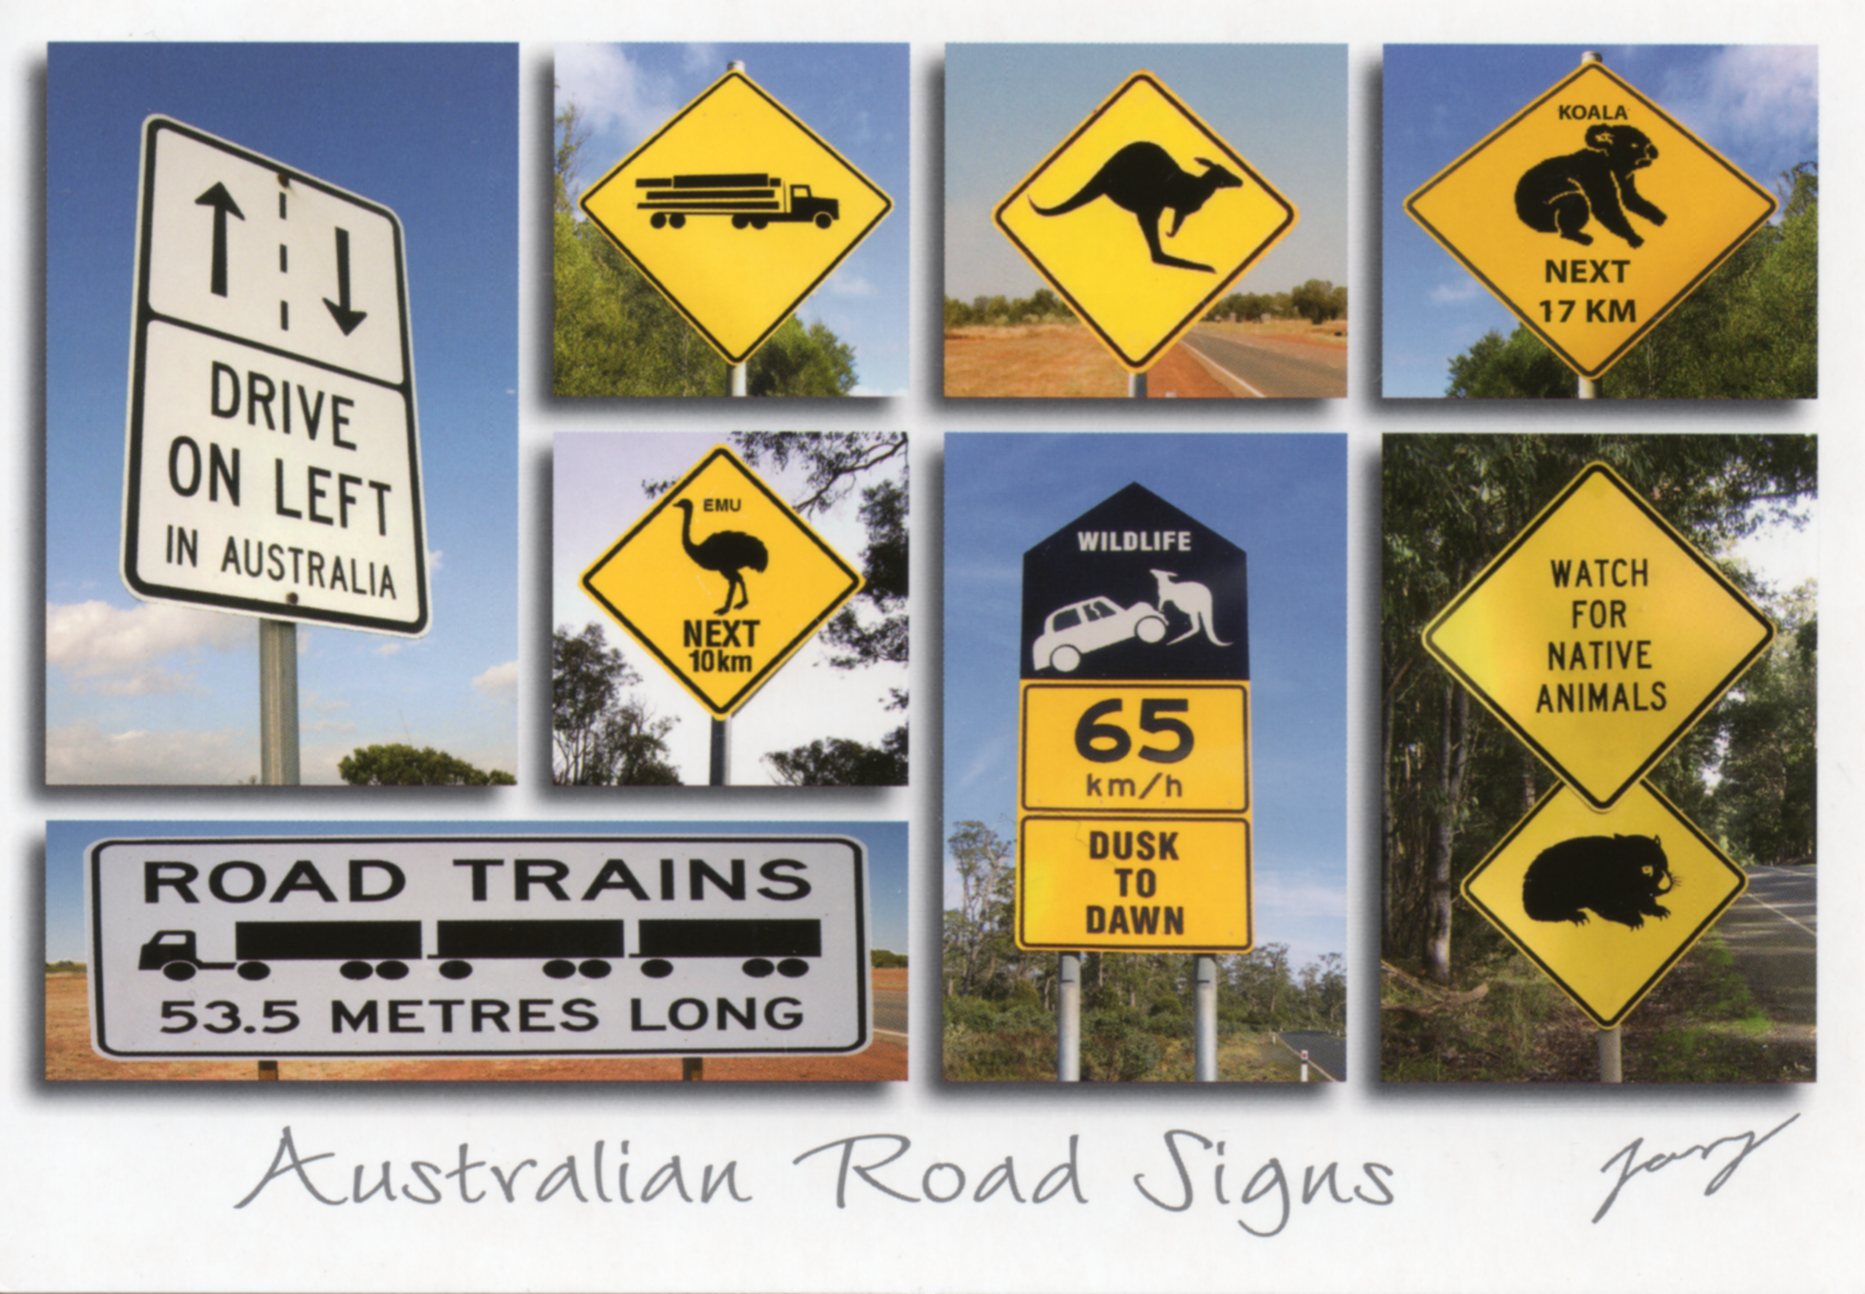 DRIVE
ON LEFT
IN AUSTRALIA
KOALA
NEXT
17 KM
EMU
NEXT
10km
WILDLIFE
65
km/h
DUSK
TO
DAWN
WATCH
FOR
NATIVE
ANIMALS
ROAD TRAINS
53.5 METRES LONG
Australian Road Signs